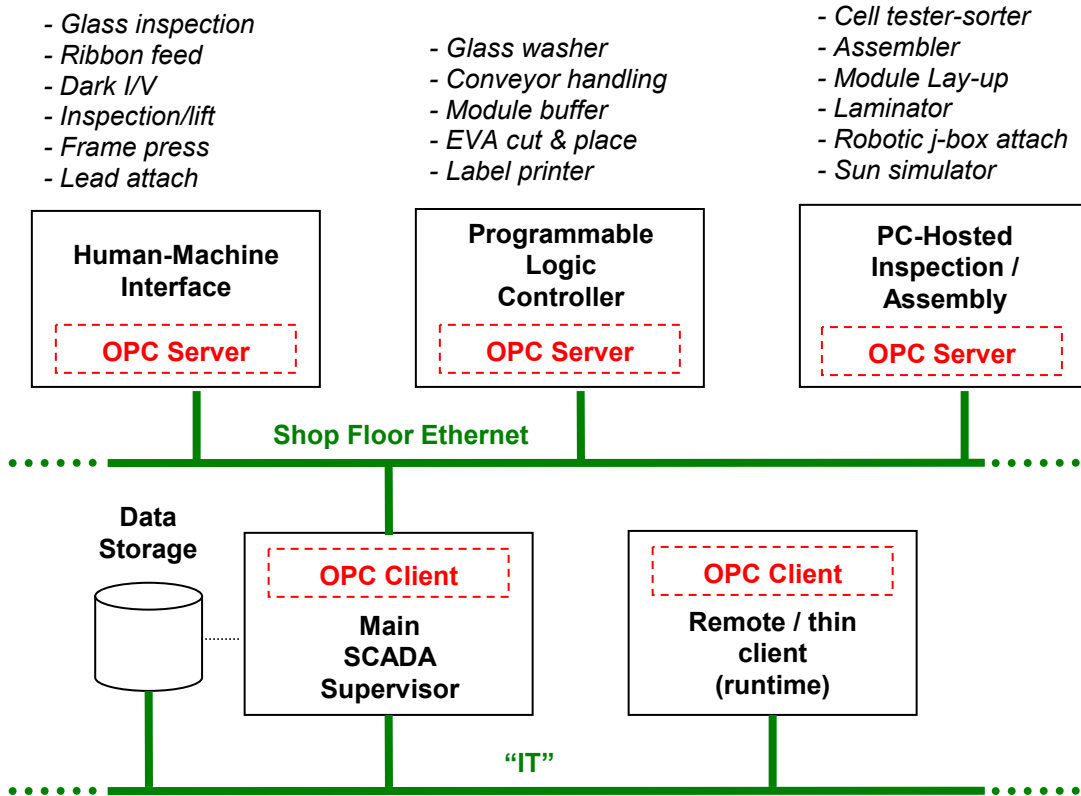 - Glass inspection
- Ribbon feed
- Dark I/V
- Inspection/lift
- Frame press
- Lead attach
- Glass washer
- Conveyor handling
- Module buffer
- EVA cut & place
- Label printer
- Cell tester-sorter
- Assembler
- Module Lay-up
- Laminator
- Robotic j-box attach
- Sun simulator
Human-Machine
Interface
OPC Server
Programmable
Logic
Controller
OPC Server
PC-Hosted
Inspection /
Assembly
OPC Server
Shop Floor Ethernet
Data
Storage
OPC Client
Main
SCADA
Supervisor
OPC Client
Remote / thin
client
(runtime)
“IT”